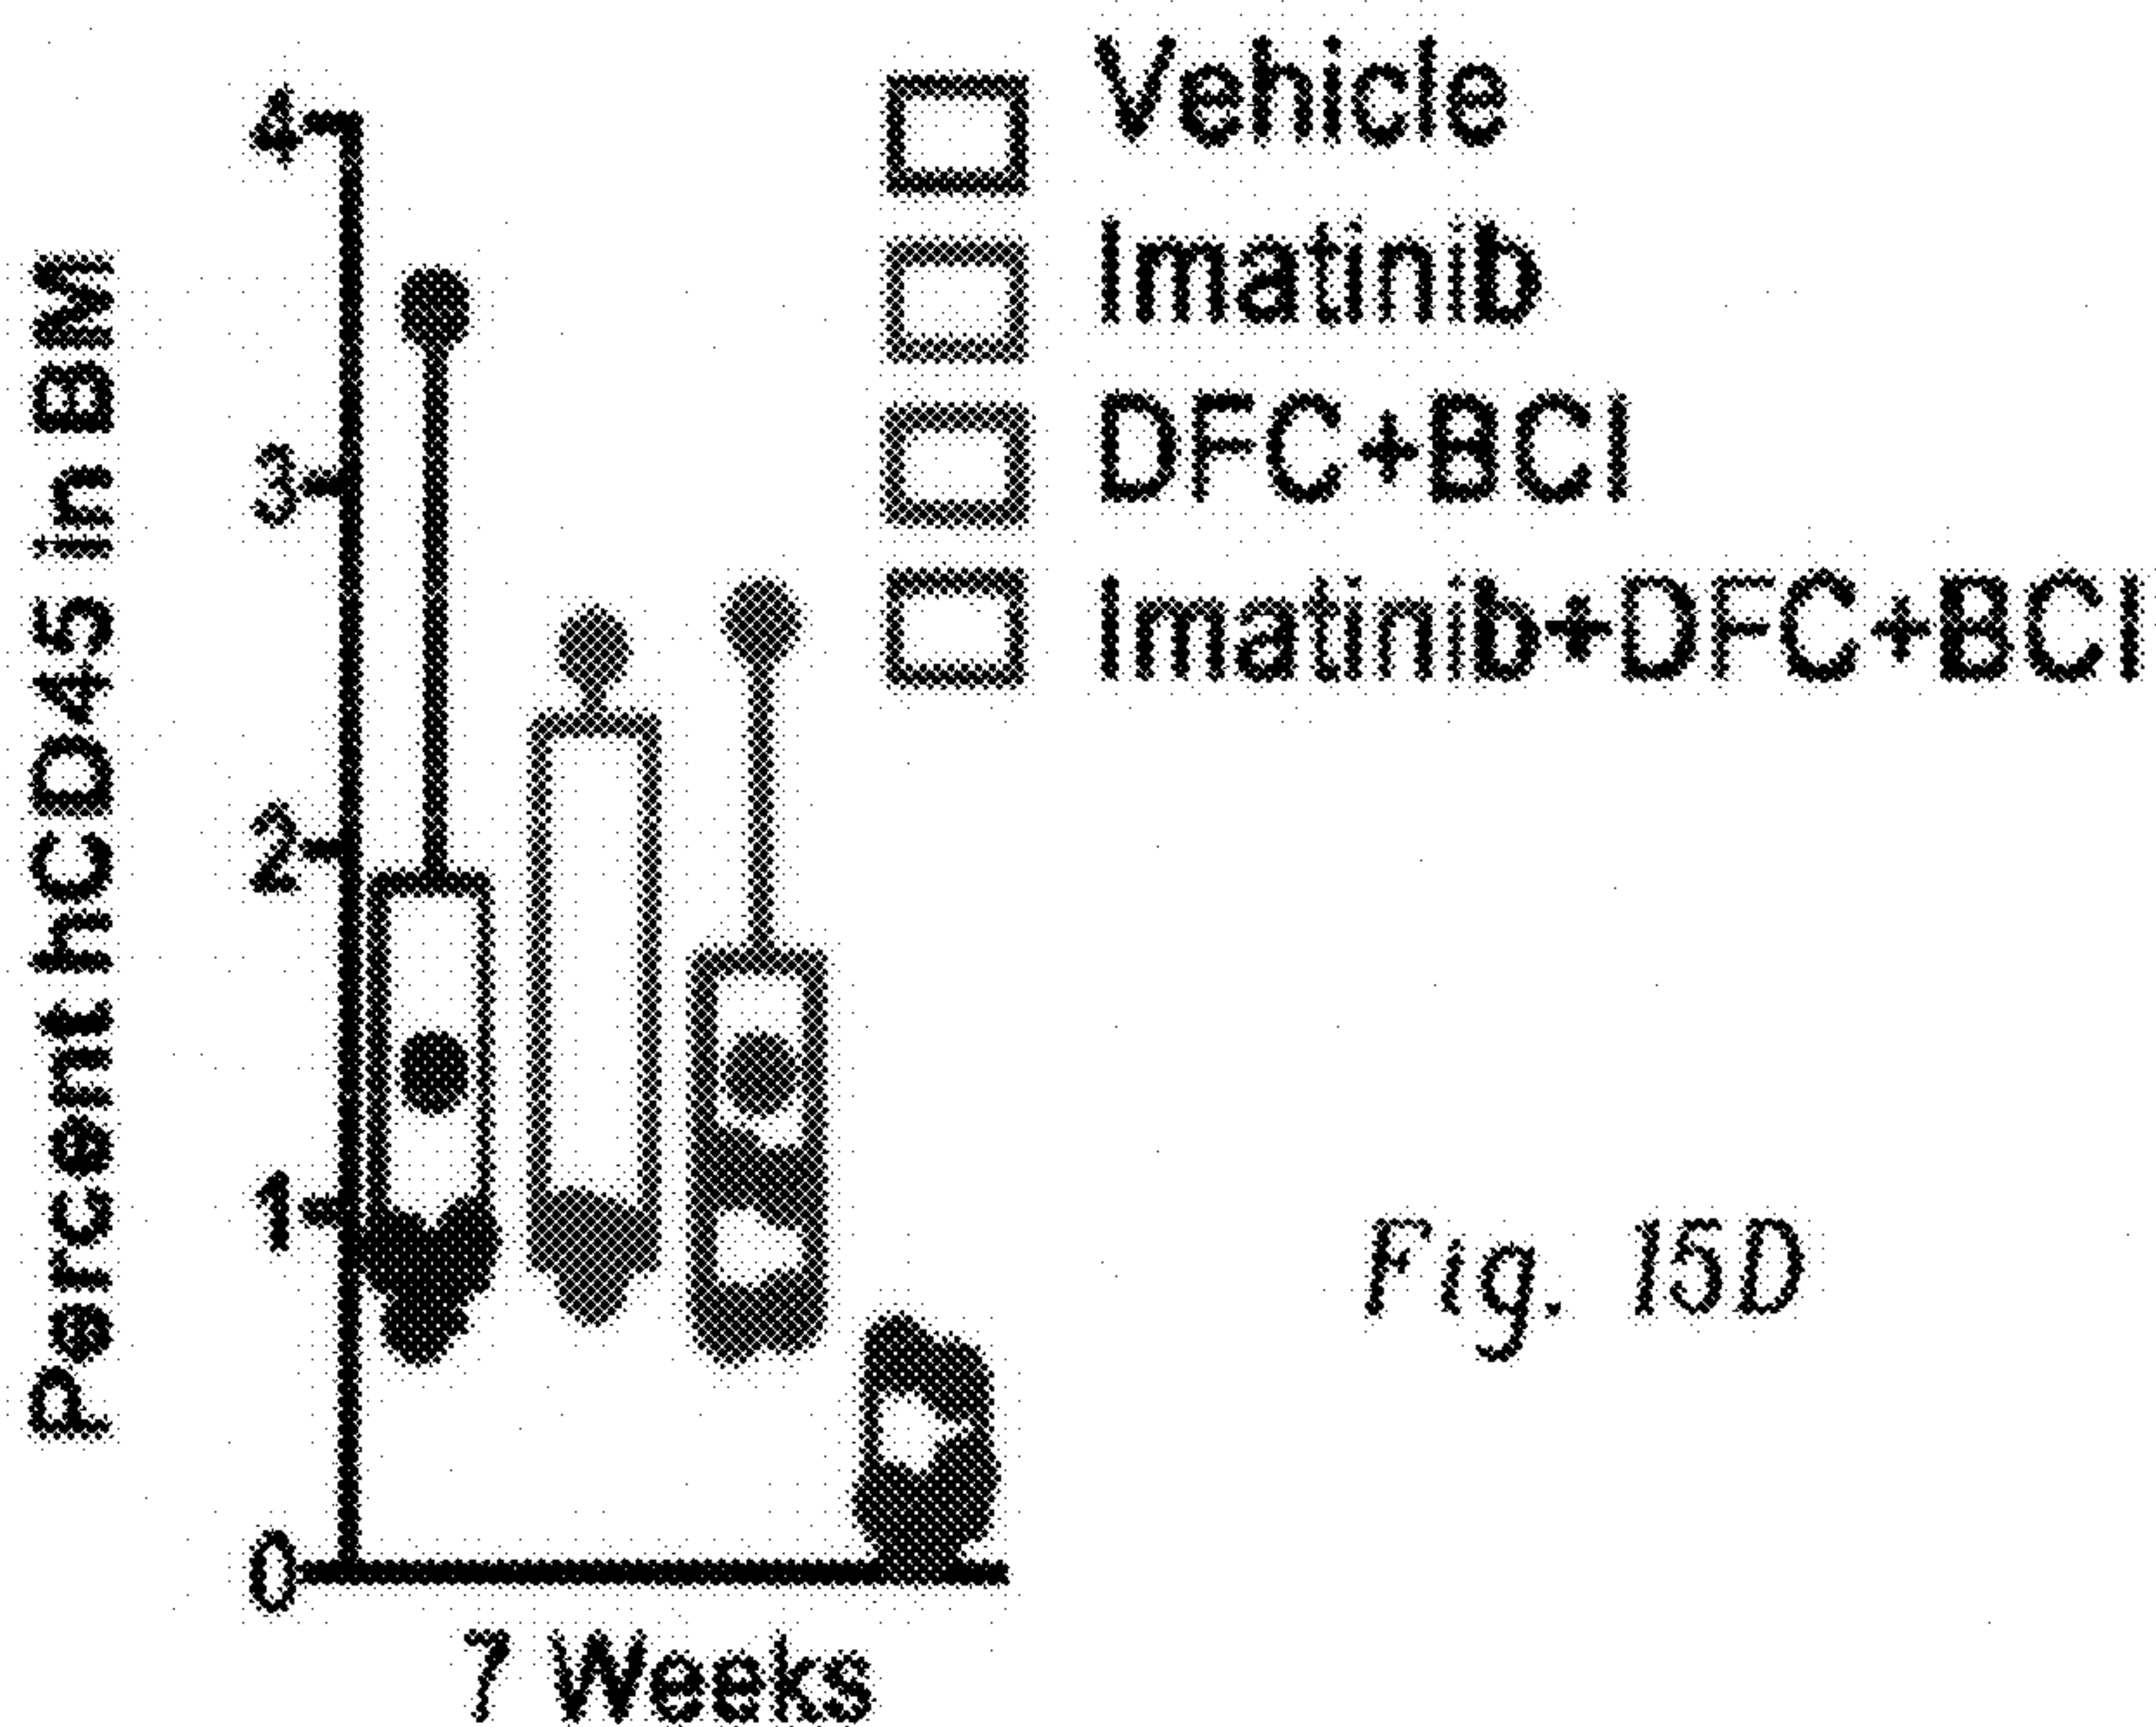 Percent hCD45 in BM
4
3
2
1
0
7 Weeks
Vehicle
Imatinib
DFC+BCI
Imatinib+DFC+BCI
Fig. 15D